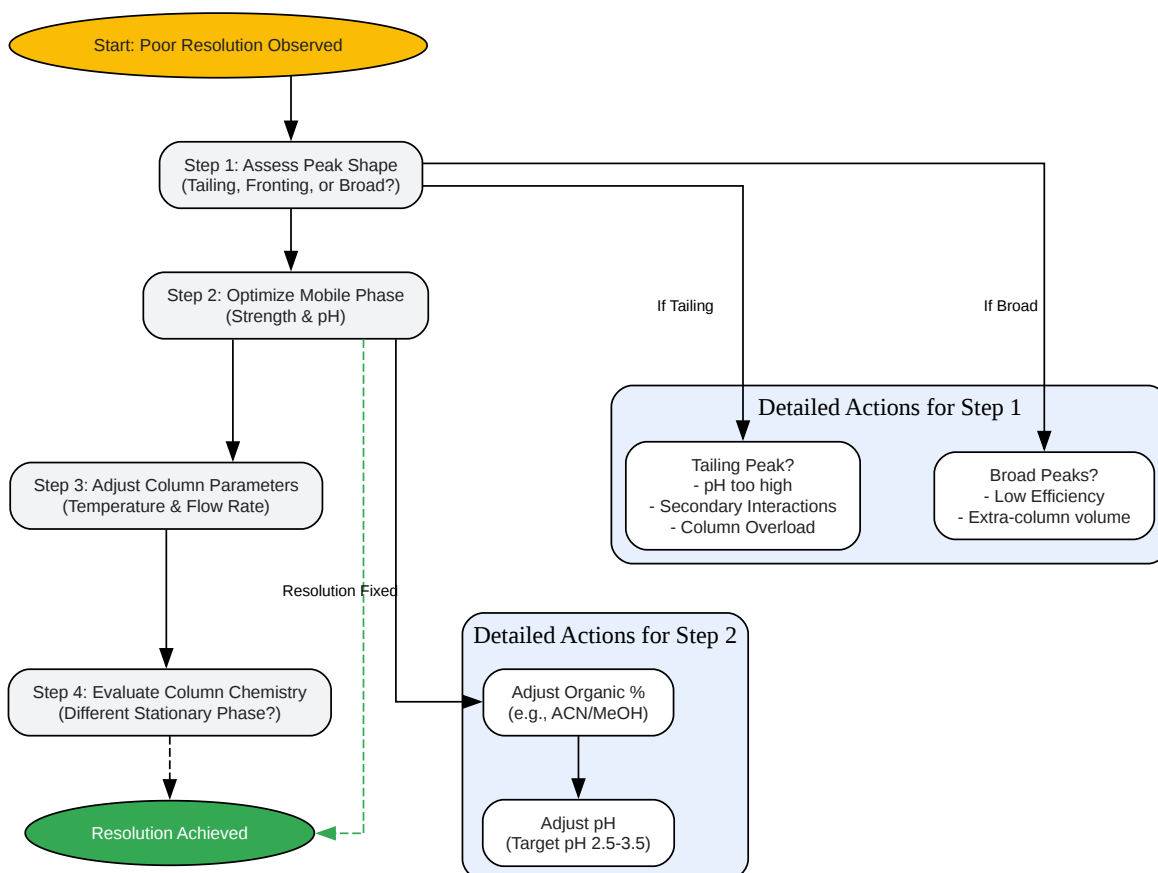 Start: Poor Resolution Observed
Step 1: Assess Peak Shape
(Tailing, Fronting, or Broad?)
Step 2: Optimize Mobile Phase
(Strength & pH)
If Tailing
If Broad
Detailed Actions for Step 1
Tailing Peak?
- pH too high
- Secondary Interactions
- Column Overload
Broad Peaks?
- Low Efficiency
- Extra-column volume
Step 3: Adjust Column Parameters
(Temperature & Flow Rate)
Resolution Fixed
Detailed Actions for Step 2
Adjust Organic %
(e.g., ACN/MeOH)
Step 4: Evaluate Column Chemistry
(Different Stationary Phase?)
Adjust pH
(Target pH 2.5-3.5)
Resolution Achieved